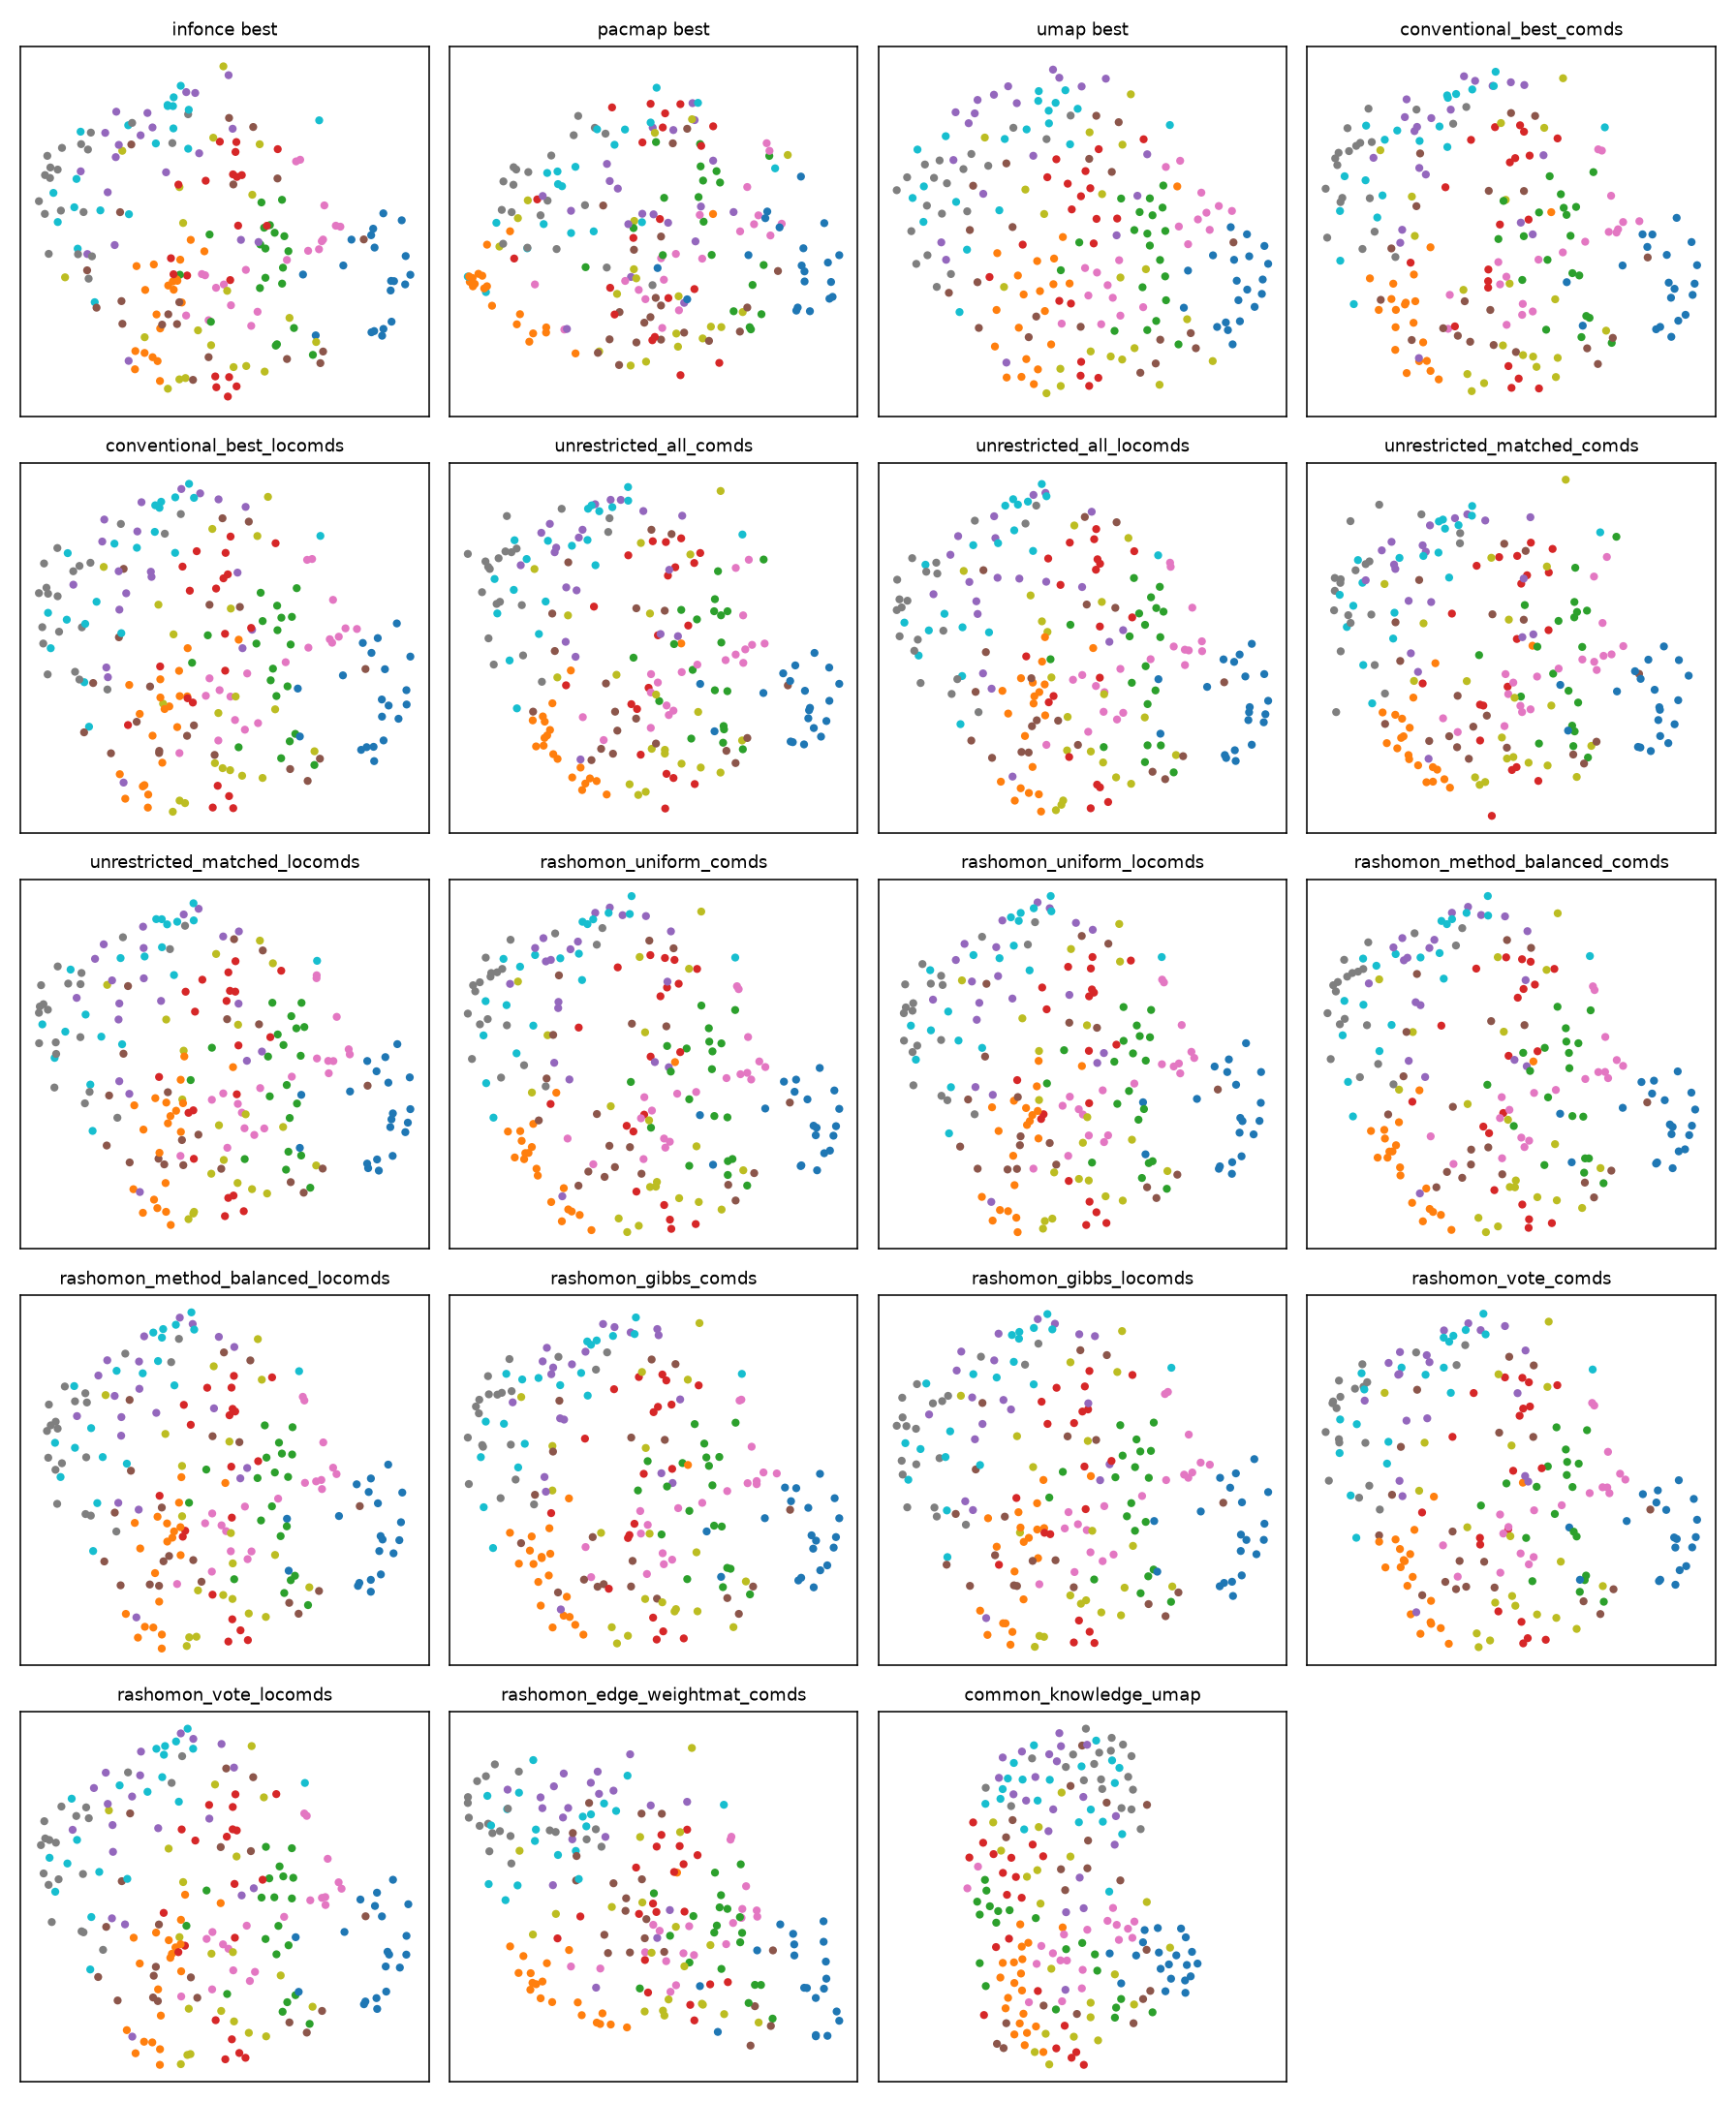 infonce best
pacmap best
umap best
conventional_best_comds
conventional_best_locomds
unrestricted_all_comds
unrestricted_all_locomds
unrestricted_matched_comds
unrestricted_matched_locomds
rashomon_uniform_comds
rashomon_uniform_locomds
rashomon_method_balanced_comds
rashomon_method_balanced_locomds
rashomon_gibbs_comds
rashomon_gibbs_locomds
rashomon_vote_comds
rashomon_vote_locomds
rashomon_edge_weightmat_comds
common_knowledge_umap